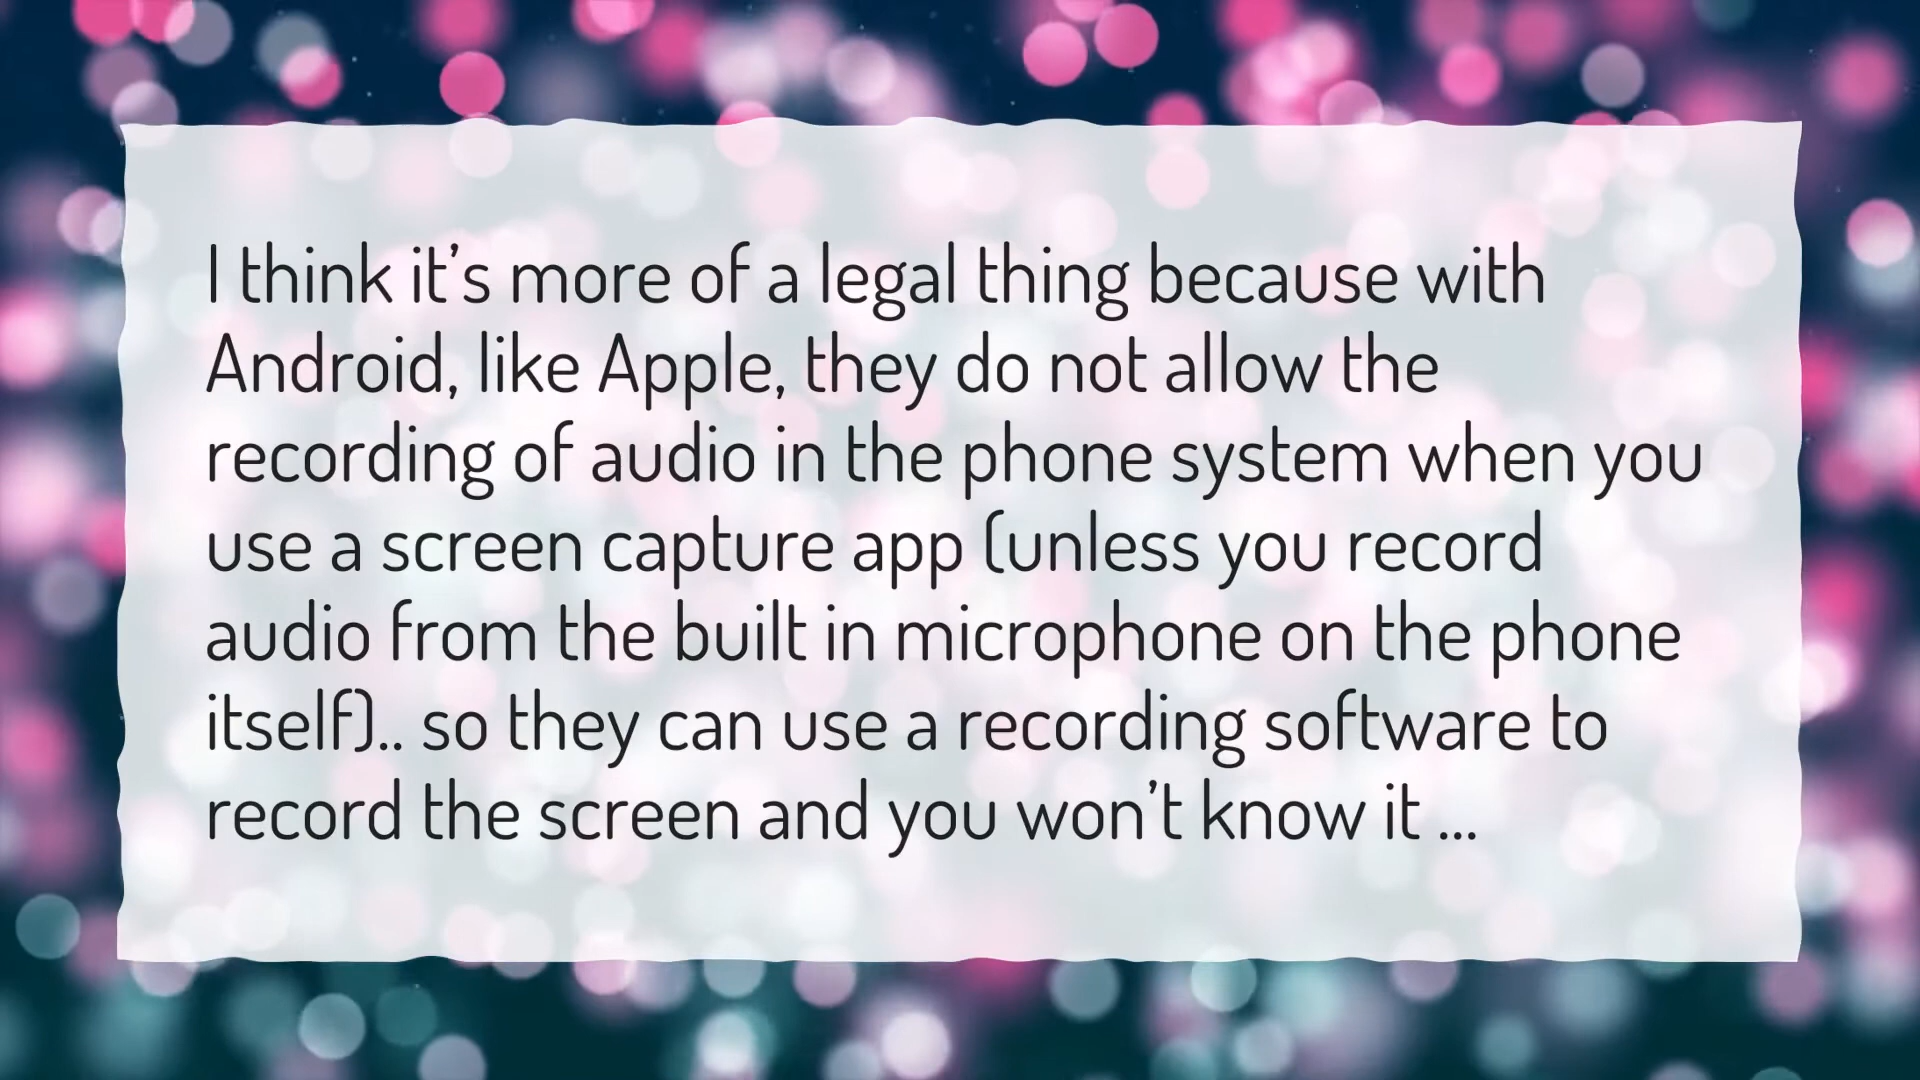 I think it’s more of a legal thing because with
Android, like Apple, they do not allow the
recording of audio in the phone system when you
use a screen capture app (unless you record
audio from the built in microphone on the phone
itself).. so they can use a recording software to
record the screen and you won’t know it ...